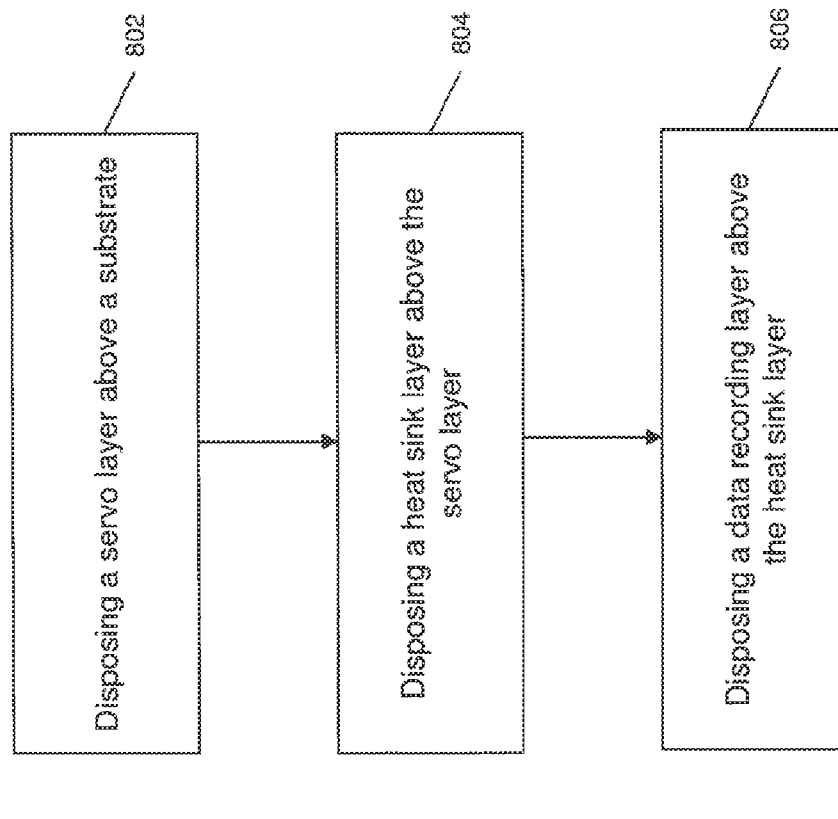 802
Disposing a servo layer above a substrate
804
Disposing a heat sink layer above the
servo layer
806
Disposing a data recording layer above
the heat sink layer